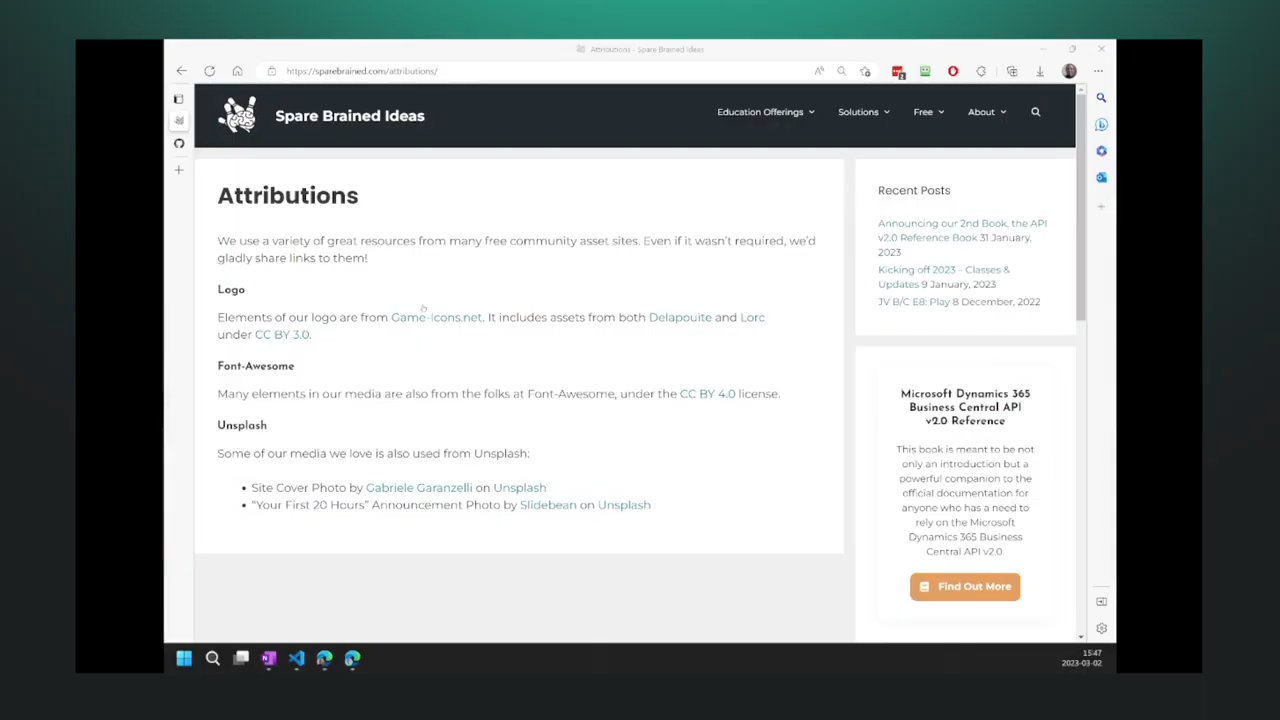 Attributions - Spare Brained Ideas
https://sparebrained.com/attributions/
Spare Brained Ideas
Education Offerings
Solutions
Free
About
Attributions
We use a variety of great resources from many free community asset sites. Even if it wasn't required, we'd
gladly share links to them!
Logo
Elements of our logo are from Game-Icons.net. It includes assets from both Delapouite and Lorc
under CC BY 3.0.
Font-Awesome
Many elements in our media are also from the folks at Font-Awesome, under the CC BY 4.0 license.
Unsplash
Some of our media we love is also used from Unsplash:
• Site Cover Photo by Gabriele Garanzelli on Unsplash
• "Your First 20 Hours" Announcement Photo by Slidebean on Unsplash
Recent Posts
Announcing our 2nd Book, the API
v2.0 Reference Book 31 January,
2023
Kicking off 2023 – Classes &
Updates 9 January, 2023
JV B/C E8: Play 8 December, 2022
Microsoft Dynamics 365
Business Central API
v2.0 Reference
This book is meant to be not
only an introduction but a
powerful companion to the
official documentation for
anyone who has a need to
rely on the Microsoft
Dynamics 365 Business
Central API v2.0.
Find Out More
15:47
2023-03-02